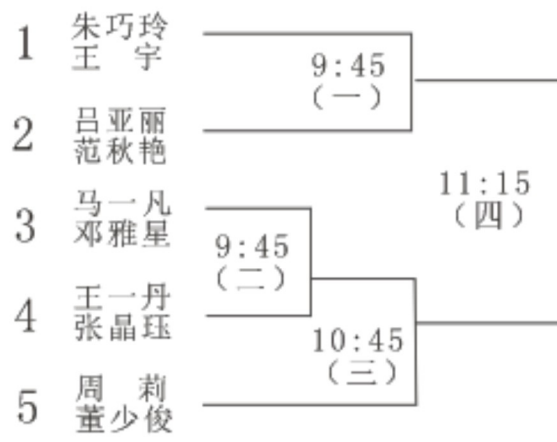 1
朱巧玲
王 宇
9:45
(一)
2
吕亚丽
范秋艳
11:15
(四)
3
马一凡
邓雅星
9:45
(二)
4
王一丹
张晶珏
10:45
(三)
5
周 莉
董少俊